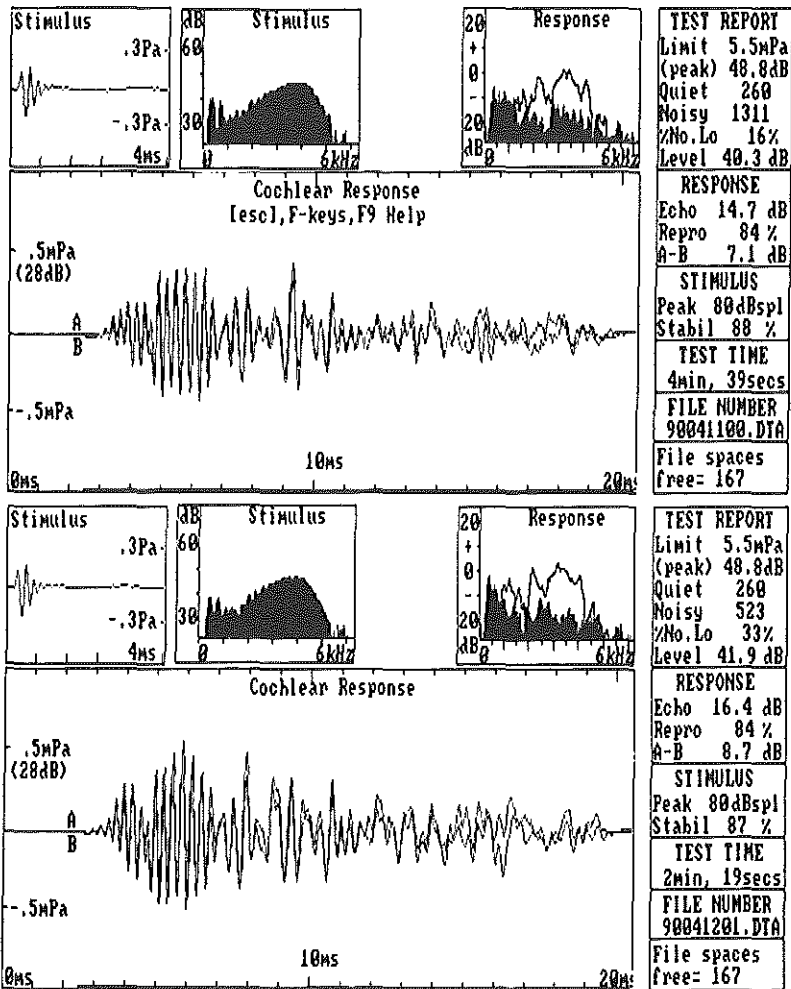 Stimulus
.3Pa
-.3Pa
4ms
dB
60
30
Stimulus
0
6kHz
20
+
0
-
20
dB
Response
0
6kHz
TEST REPORT
Limit 5.5mPa
(peak) 48.8dB
Quiet 260
Noisy 1311
%No.Lo 16%
Level 40.3 dB
Cochlear Response
[esc],F-keys,F9 Help
.5mPa
(28dB)
A
B
-.5mPa
10ms
0ms
20ms
RESPONSE
Echo 14.7 dB
Repro 84 %
A-B 7.1 dB
STIMULUS
Peak 80dBspl
Stabil 88 %
TEST TIME
4min, 39secs
FILE NUMBER
90041100.DTA
File spaces
free= 167
Stimulus
.3Pa
-.3Pa
4ms
dB
60
30
Stimulus
0
6kHz
20
+
0
-
20
dB
Response
0
6kHz
TEST REPORT
Limit 5.5mPa
(peak) 48.8dB
Quiet 260
Noisy 523
%No.Lo 33%
Level 41.9 dB
Cochlear Response
.5mPa
(28dB)
A
B
-.5mPa
10ms
0ms
20ms
RESPONSE
Echo 16.4 dB
Repro 84 %
A-B 8.7 dB
STIMULUS
Peak 80dBspl
Stabil 87 %
TEST TIME
2min, 19secs
FILE NUMBER
90041201.DTA
File spaces
free= 167